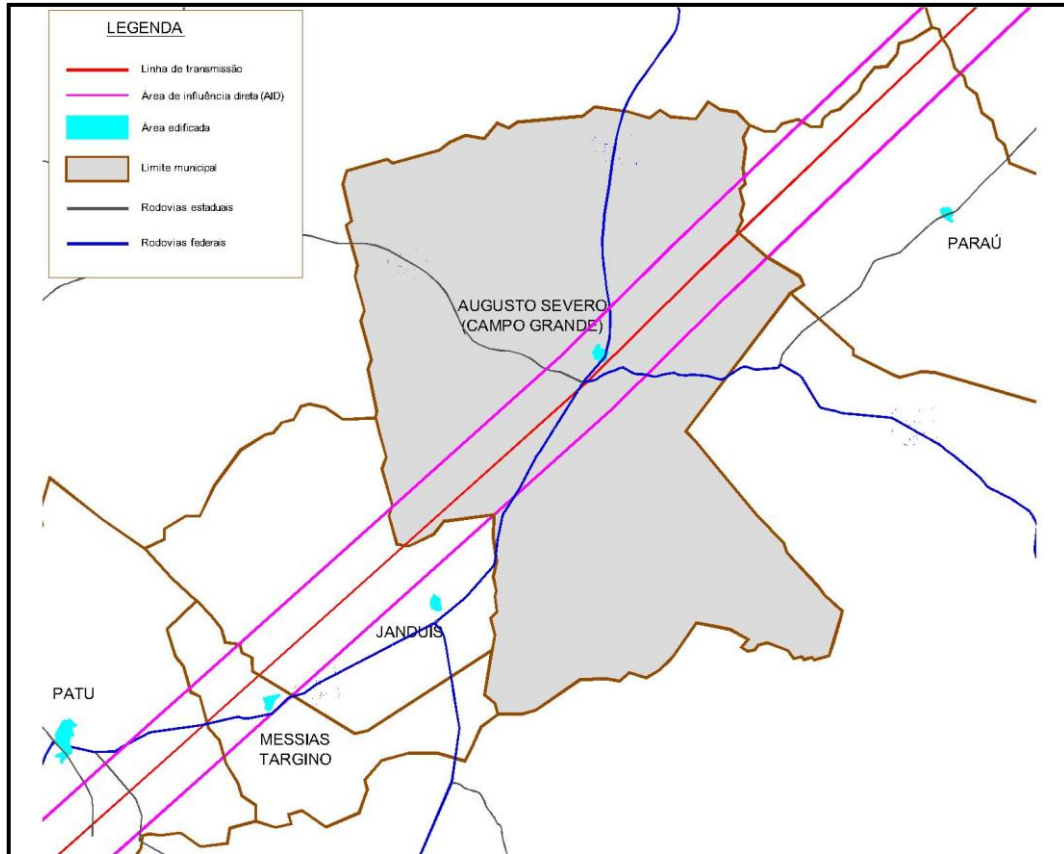 LEGENDA
Linha de transmissão
Área de influência direta (AID)
Área edificada
Limite municipal
Rodovias estaduais
Rodovias federais
PARAÚ
AUGUSTO SEVERO
(CAMPO GRANDE)
JANDUÍS
PATU
MESSIAS
TARGINO